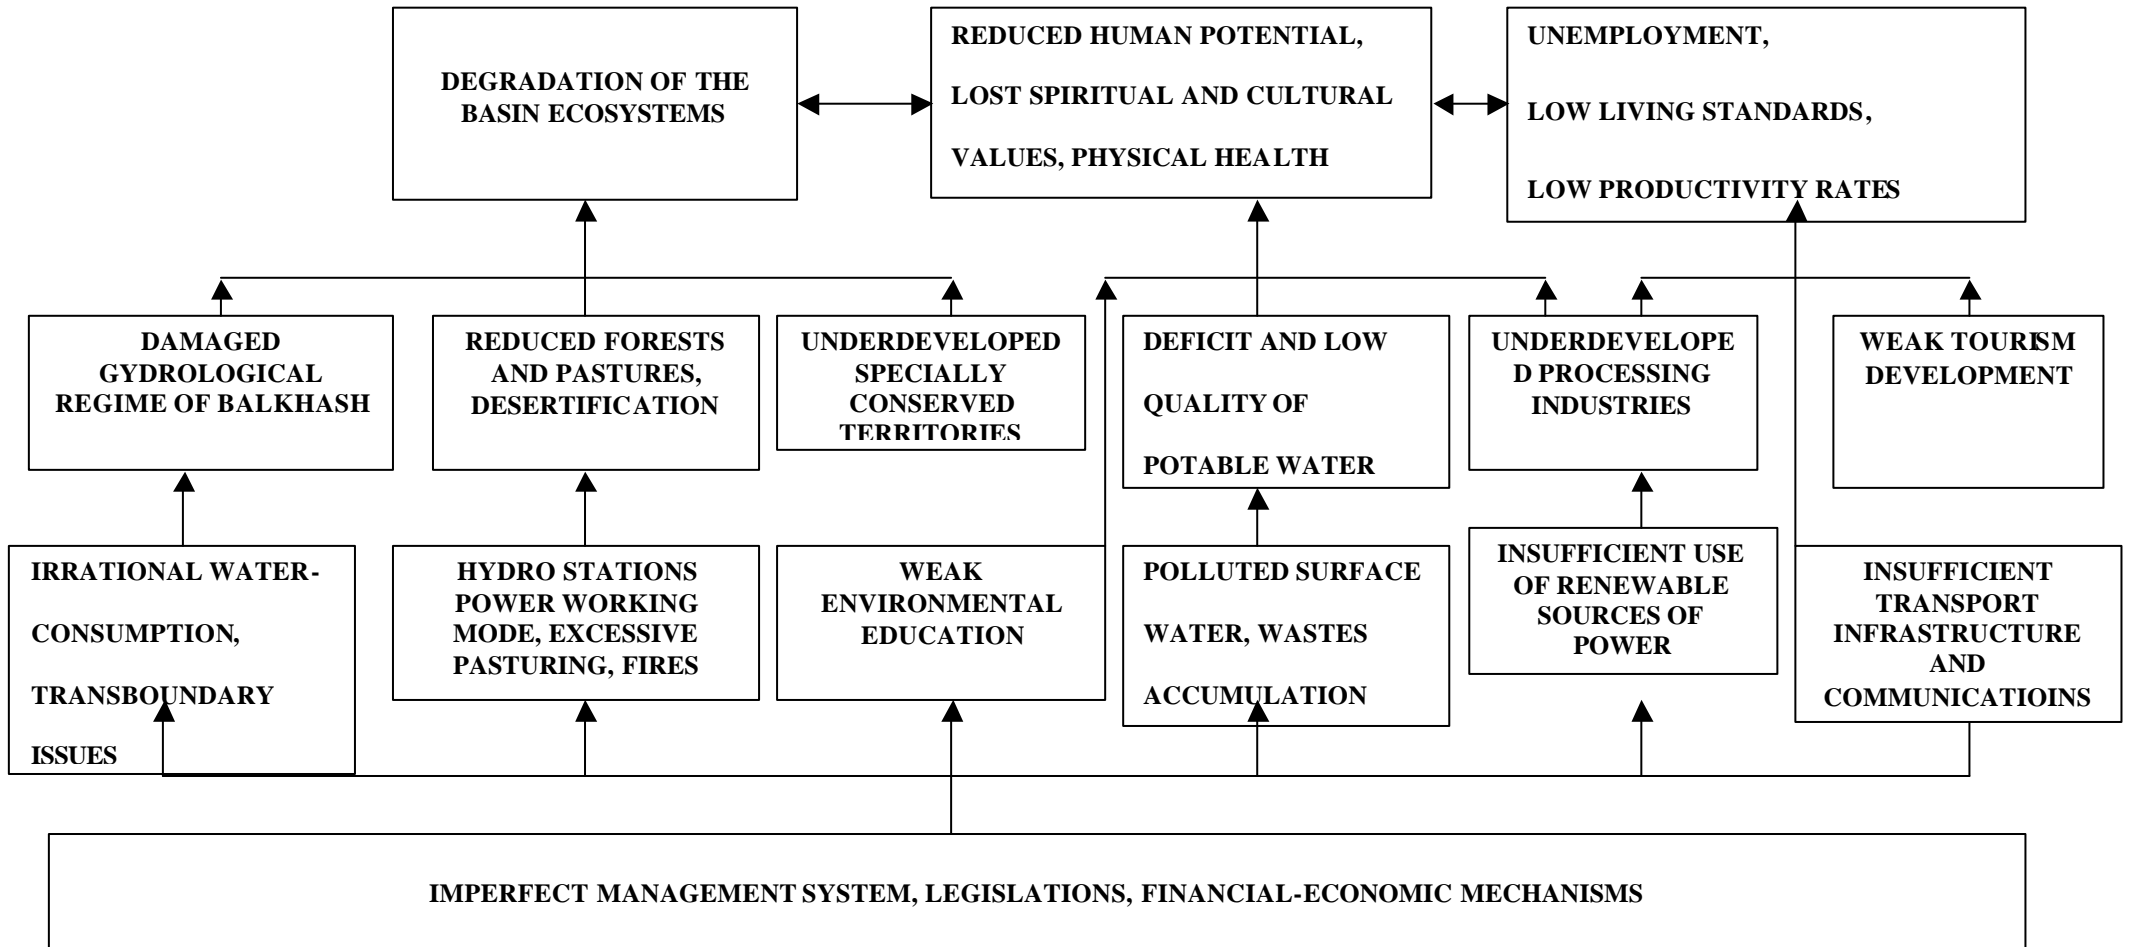 DEGRADATION OF THE
BASIN ECOSYSTEMS
REDUCED HUMAN POTENTIAL,
LOST SPIRITUAL AND CULTURAL
VALUES, PHYSICAL HEALTH
UNEMPLOYMENT,
LOW LIVING STANDARDS,
LOW PRODUCTIVITY RATES
DAMAGED
GYDROLOGICAL
REGIME OF BALKHASH
REDUCED FORESTS
AND PASTURES,
DESERTIFICATION
UNDERDEVELOPED
SPECIALLY
CONSERVED
TERRITORIES
DEFICIT AND LOW
QUALITY OF
POTABLE WATER
UNDERDEVELOPE
D PROCESSING
INDUSTRIES
WEAK TOURISM
DEVELOPMENT
IRRATIONAL WATER-
CONSUMPTION,
TRANSBOUNDARY
ISSUES
HYDRO STATIONS
POWER WORKING
MODE, EXCESSIVE
PASTURING, FIRES
WEAK
ENVIRONMENTAL
EDUCATION
POLLUTED SURFACE
WATER, WASTES
ACCUMULATION
INSUFFICIENT USE
OF RENEWABLE
SOURCES OF
POWER
INSUFFICIENT
TRANSPORT
INFRASTRUCTURE
AND
COMMUNICATIOINS
IMPERFECT MANAGEMENT SYSTEM, LEGISLATIONS, FINANCIAL-ECONOMIC MECHANISMS